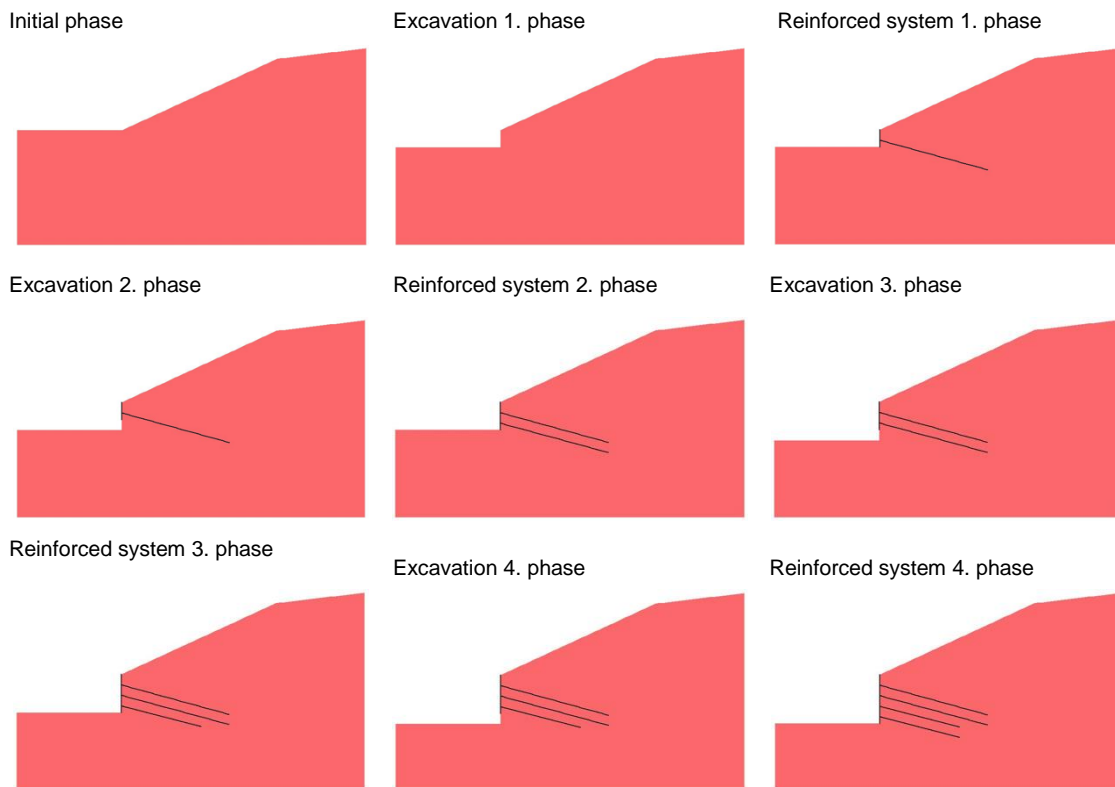 Initial phase
Excavation 1. phase
Reinforced system 1. phase
Excavation 2. phase
Reinforced system 2. phase
Excavation 3. phase
Reinforced system 3. phase
Excavation 4. phase
Reinforced system 4. phase